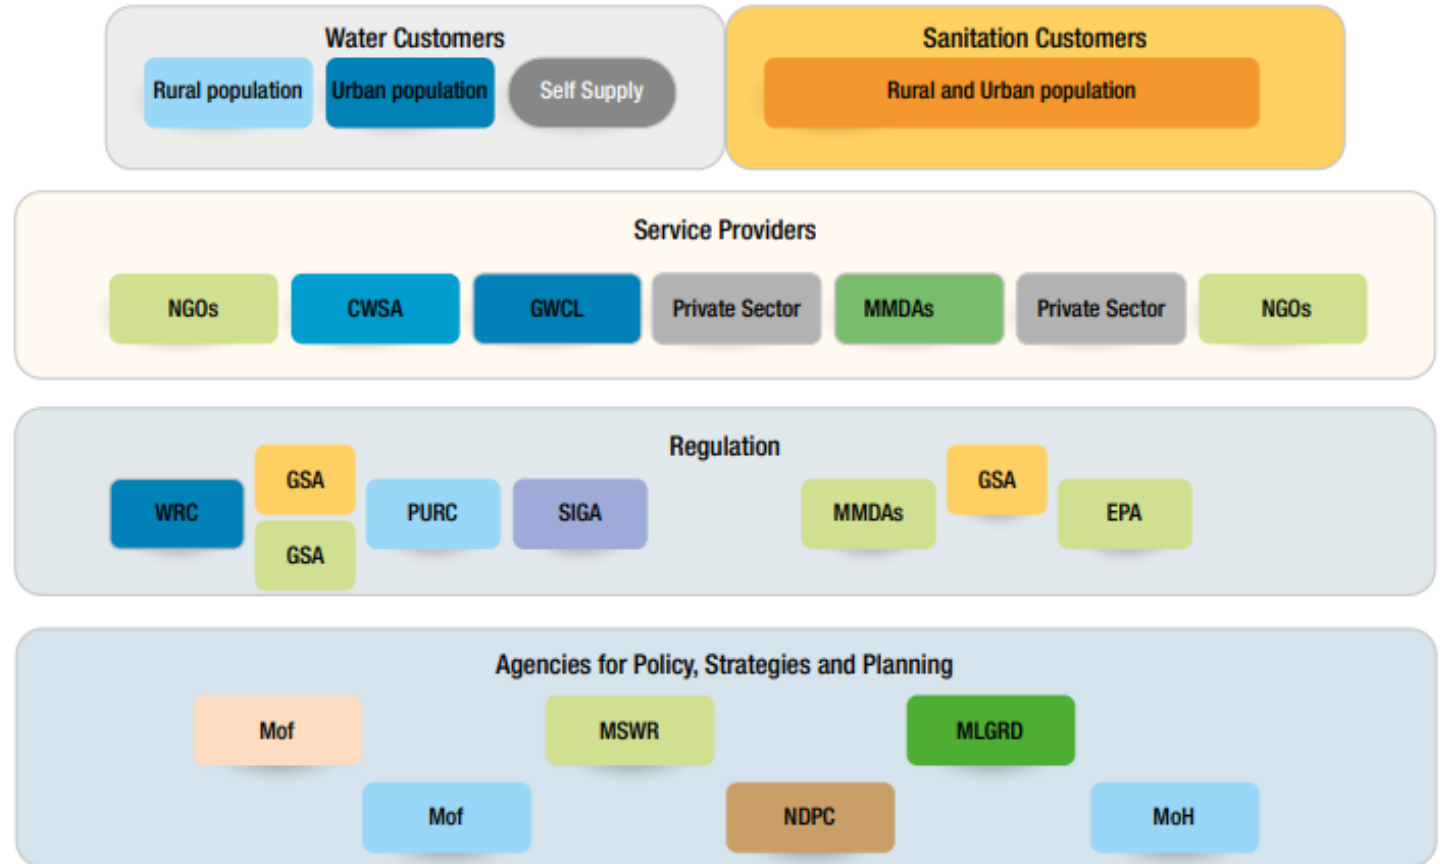 Water Customers
Sanitation Customers
Rural population
Urban population
Self Supply
Rural and Urban population
Service Providers
NGOs
CWSA
GWCL
Private Sector
MMDAs
Private Sector
NGOs
Regulation
WRC
GSA
GSA
PURC
SIGA
MMDAs
GSA
EPA
Agencies for Policy, Strategies and Planning
Mof
MSWR
MLGRD
Mof
NDPC
MoH